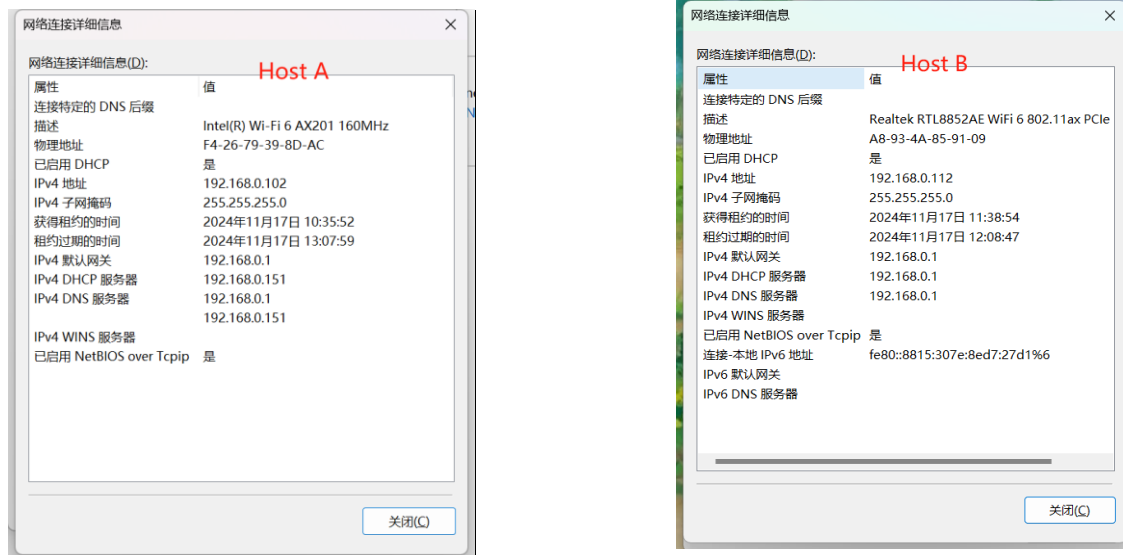 网络连接详细信息
网络连接详细信息(D):
Host A
属性 值
连接特定的 DNS 后缀
描述 Intel(R) Wi-Fi 6 AX201 160MHz
物理地址 F4-26-79-39-8D-AC
已启用 DHCP 是
IPv4 地址 192.168.0.102
IPv4 子网掩码 255.255.255.0
获得租约的时间 2024年11月17日 10:35:52
租约过期的时间 2024年11月17日 13:07:59
IPv4 默认网关 192.168.0.1
IPv4 DHCP 服务器 192.168.0.151
IPv4 DNS 服务器 192.168.0.1
192.168.0.151
IPv4 WINS 服务器
已启用 NetBIOS over Tcpip 是
关闭(C)
网络连接详细信息
网络连接详细信息(D):
Host B
属性 值
连接特定的 DNS 后缀
描述 Realtek RTL8852AE WiFi 6 802.11ax PCIe
物理地址 A8-93-4A-85-91-09
已启用 DHCP 是
IPv4 地址 192.168.0.112
IPv4 子网掩码 255.255.255.0
获得租约的时间 2024年11月17日 11:38:54
租约过期的时间 2024年11月17日 12:08:47
IPv4 默认网关 192.168.0.1
IPv4 DHCP 服务器 192.168.0.1
IPv4 DNS 服务器 192.168.0.1
IPv4 WINS 服务器
已启用 NetBIOS over Tcpip 是
连接-本地 IPv6 地址 fe80::8815:307e:8ed7:27d1%6
IPv6 默认网关
IPv6 DNS 服务器
关闭(C)